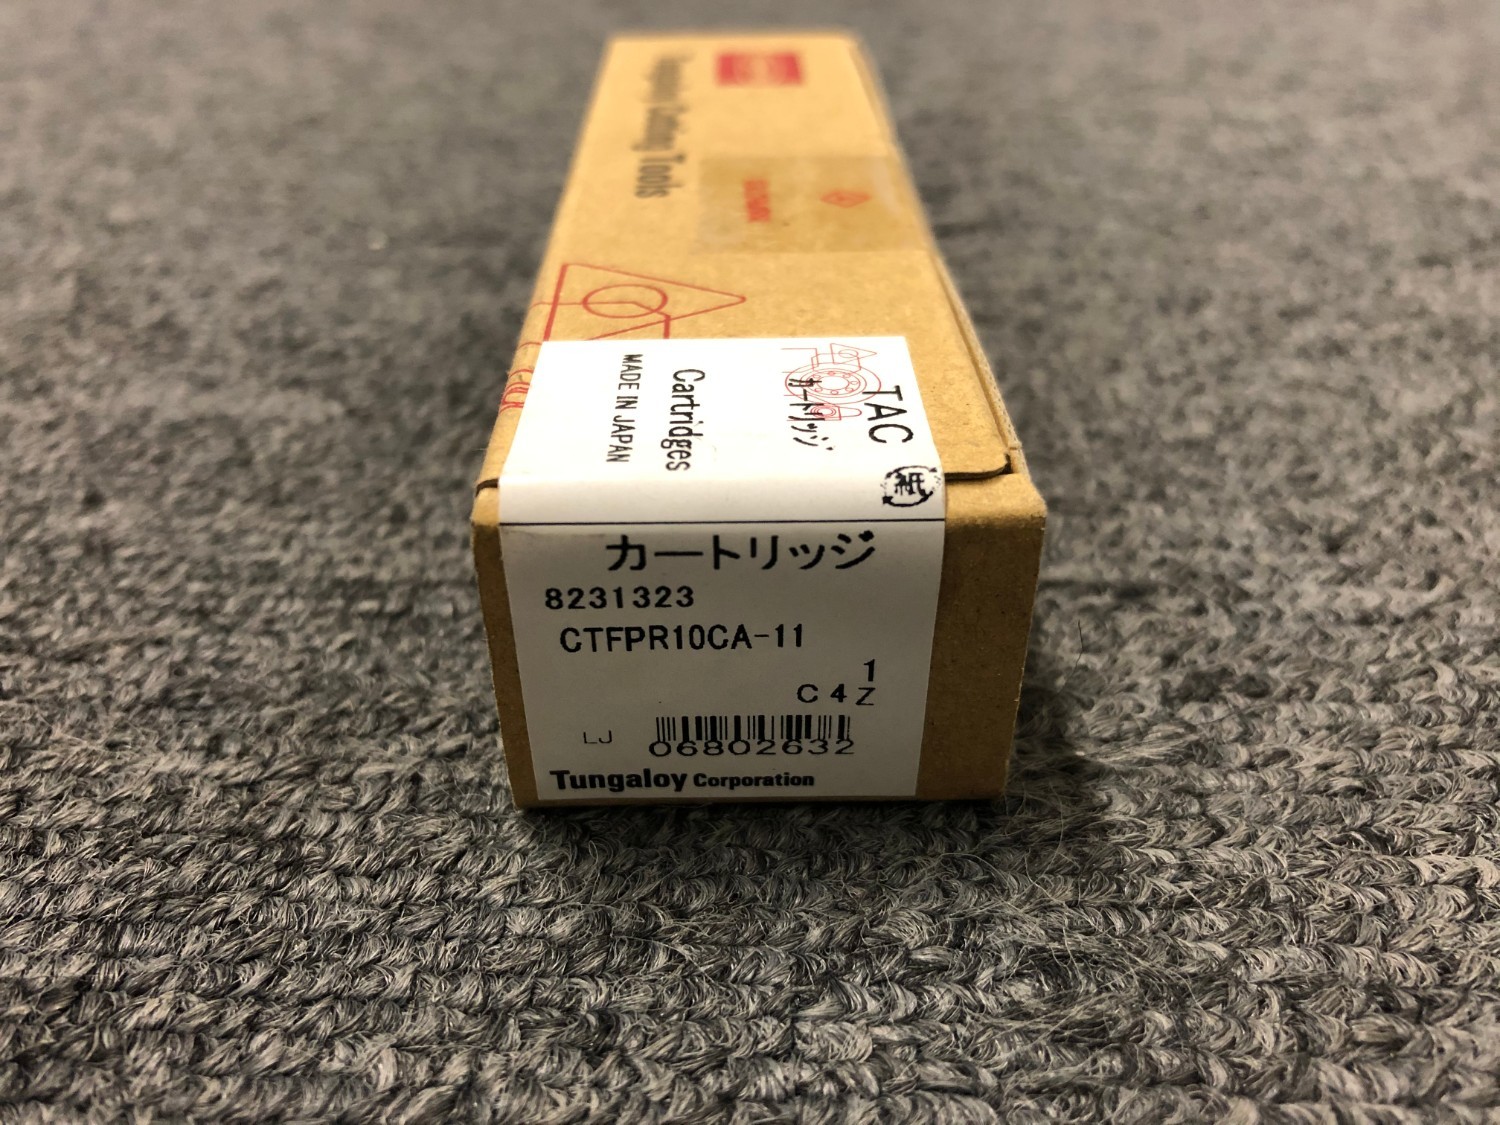 Tungaloy Cutting Tools
TAC
カートリッジ
Cartridges
MADE IN JAPAN
紙
カートリッジ
8231323
CTFPR10CA-11
1
C4Z
LJ
06802632
Tungaloy Corporation